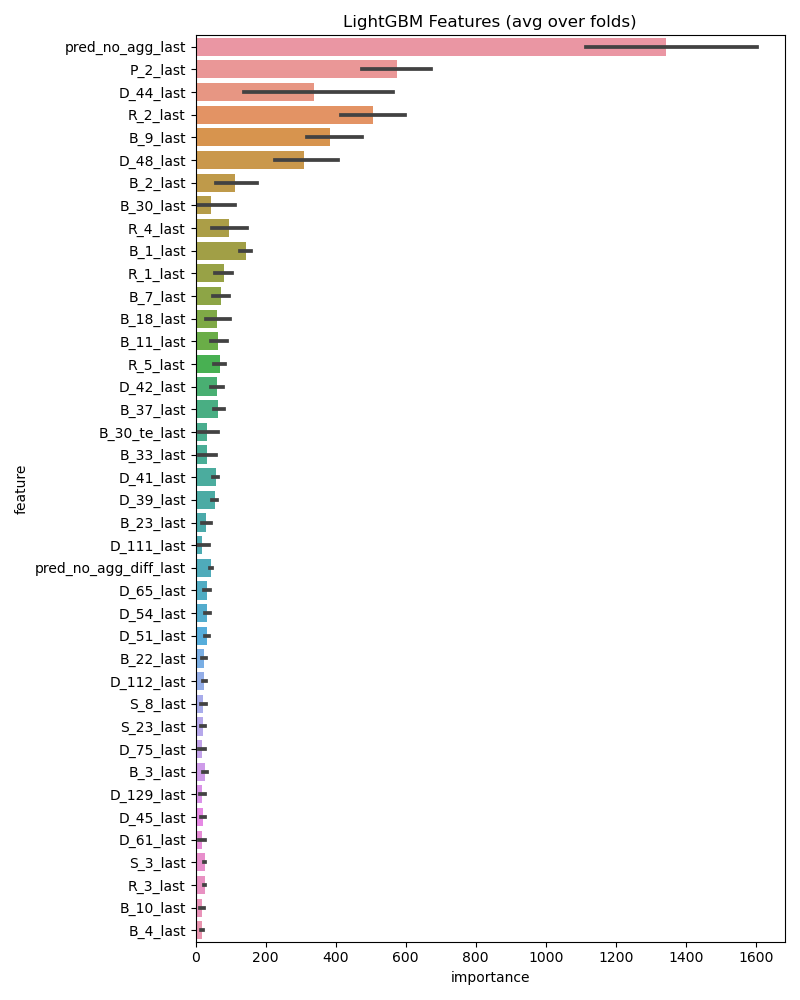 LightGBM Features (avg over folds)
pred_no_agg_last
P_2_last
D_44_last
R_2_last
B_9_last
D_48_last
B_2_last
B_30_last
R_4_last
B_1_last
R_1_last
B_7_last
B_18_last
B_11_last
R_5_last
D_42_last
B_37_last
B_30_te_last
B_33_last
D_41_last
D_39_last
B_23_last
D_111_last
pred_no_agg_diff_last
D_65_last
D_54_last
D_51_last
B_22_last
D_112_last
S_8_last
S_23_last
D_75_last
B_3_last
D_129_last
D_45_last
D_61_last
S_3_last
R_3_last
B_10_last
B_4_last
feature
0 200 400 600 800 1000 1200 1400 1600
importance